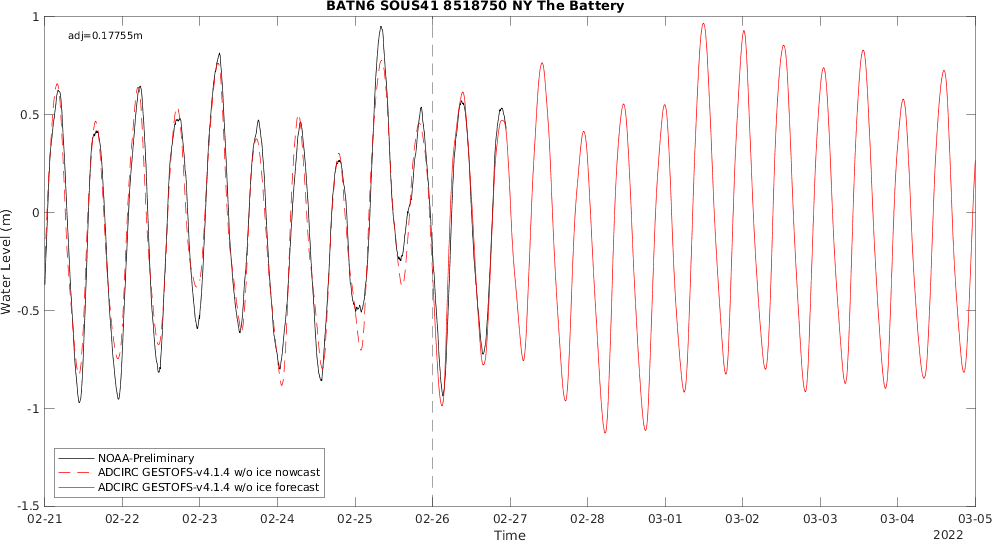 BATN6 SOUS41 8518750 NY The Battery
adj=0.17755m
1
0.5
0
-0.5
-1
-1.5
Water Level (m)
NOAA-Preliminary
ADCIRC GESTOFS-v4.1.4 w/o ice nowcast
ADCIRC GESTOFS-v4.1.4 w/o ice forecast
02-21 02-22 02-23 02-24 02-25 02-26 02-27 02-28 03-01 03-02 03-03 03-04 03-05
Time
2022